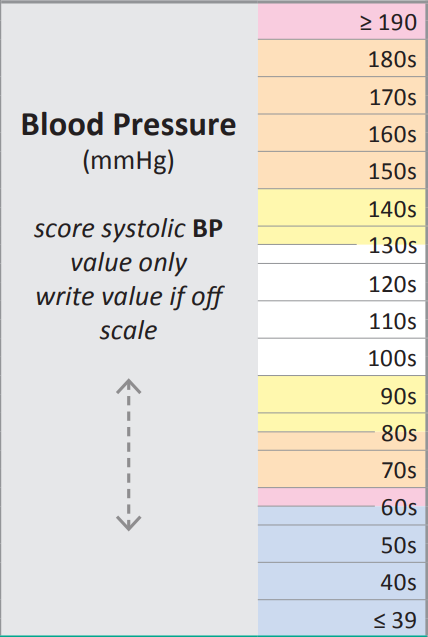 Blood Pressure
(mmHg)
score systolic BP
value only
write value if off
scale
≥ 190
180s
170s
160s
150s
140s
130s
120s
110s
100s
90s
80s
70s
60s
50s
40s
≤ 39